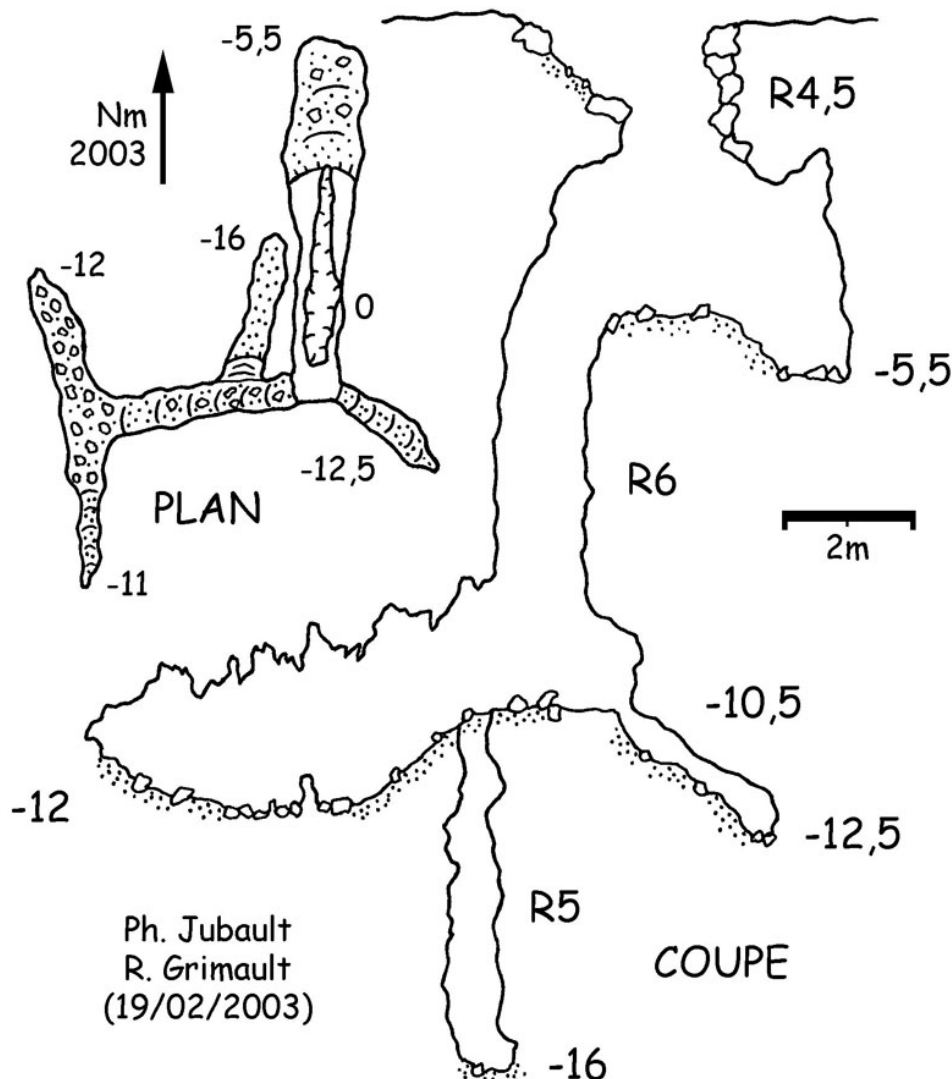 -5,5
Nm
2003
R4,5
-16
-12
0
-5,5
-12,5
R6
PLAN
2m
-11
-10,5
-12
-12,5
R5
Ph. Jubault
R. Grimault
(19/02/2003)
COUPE
-16